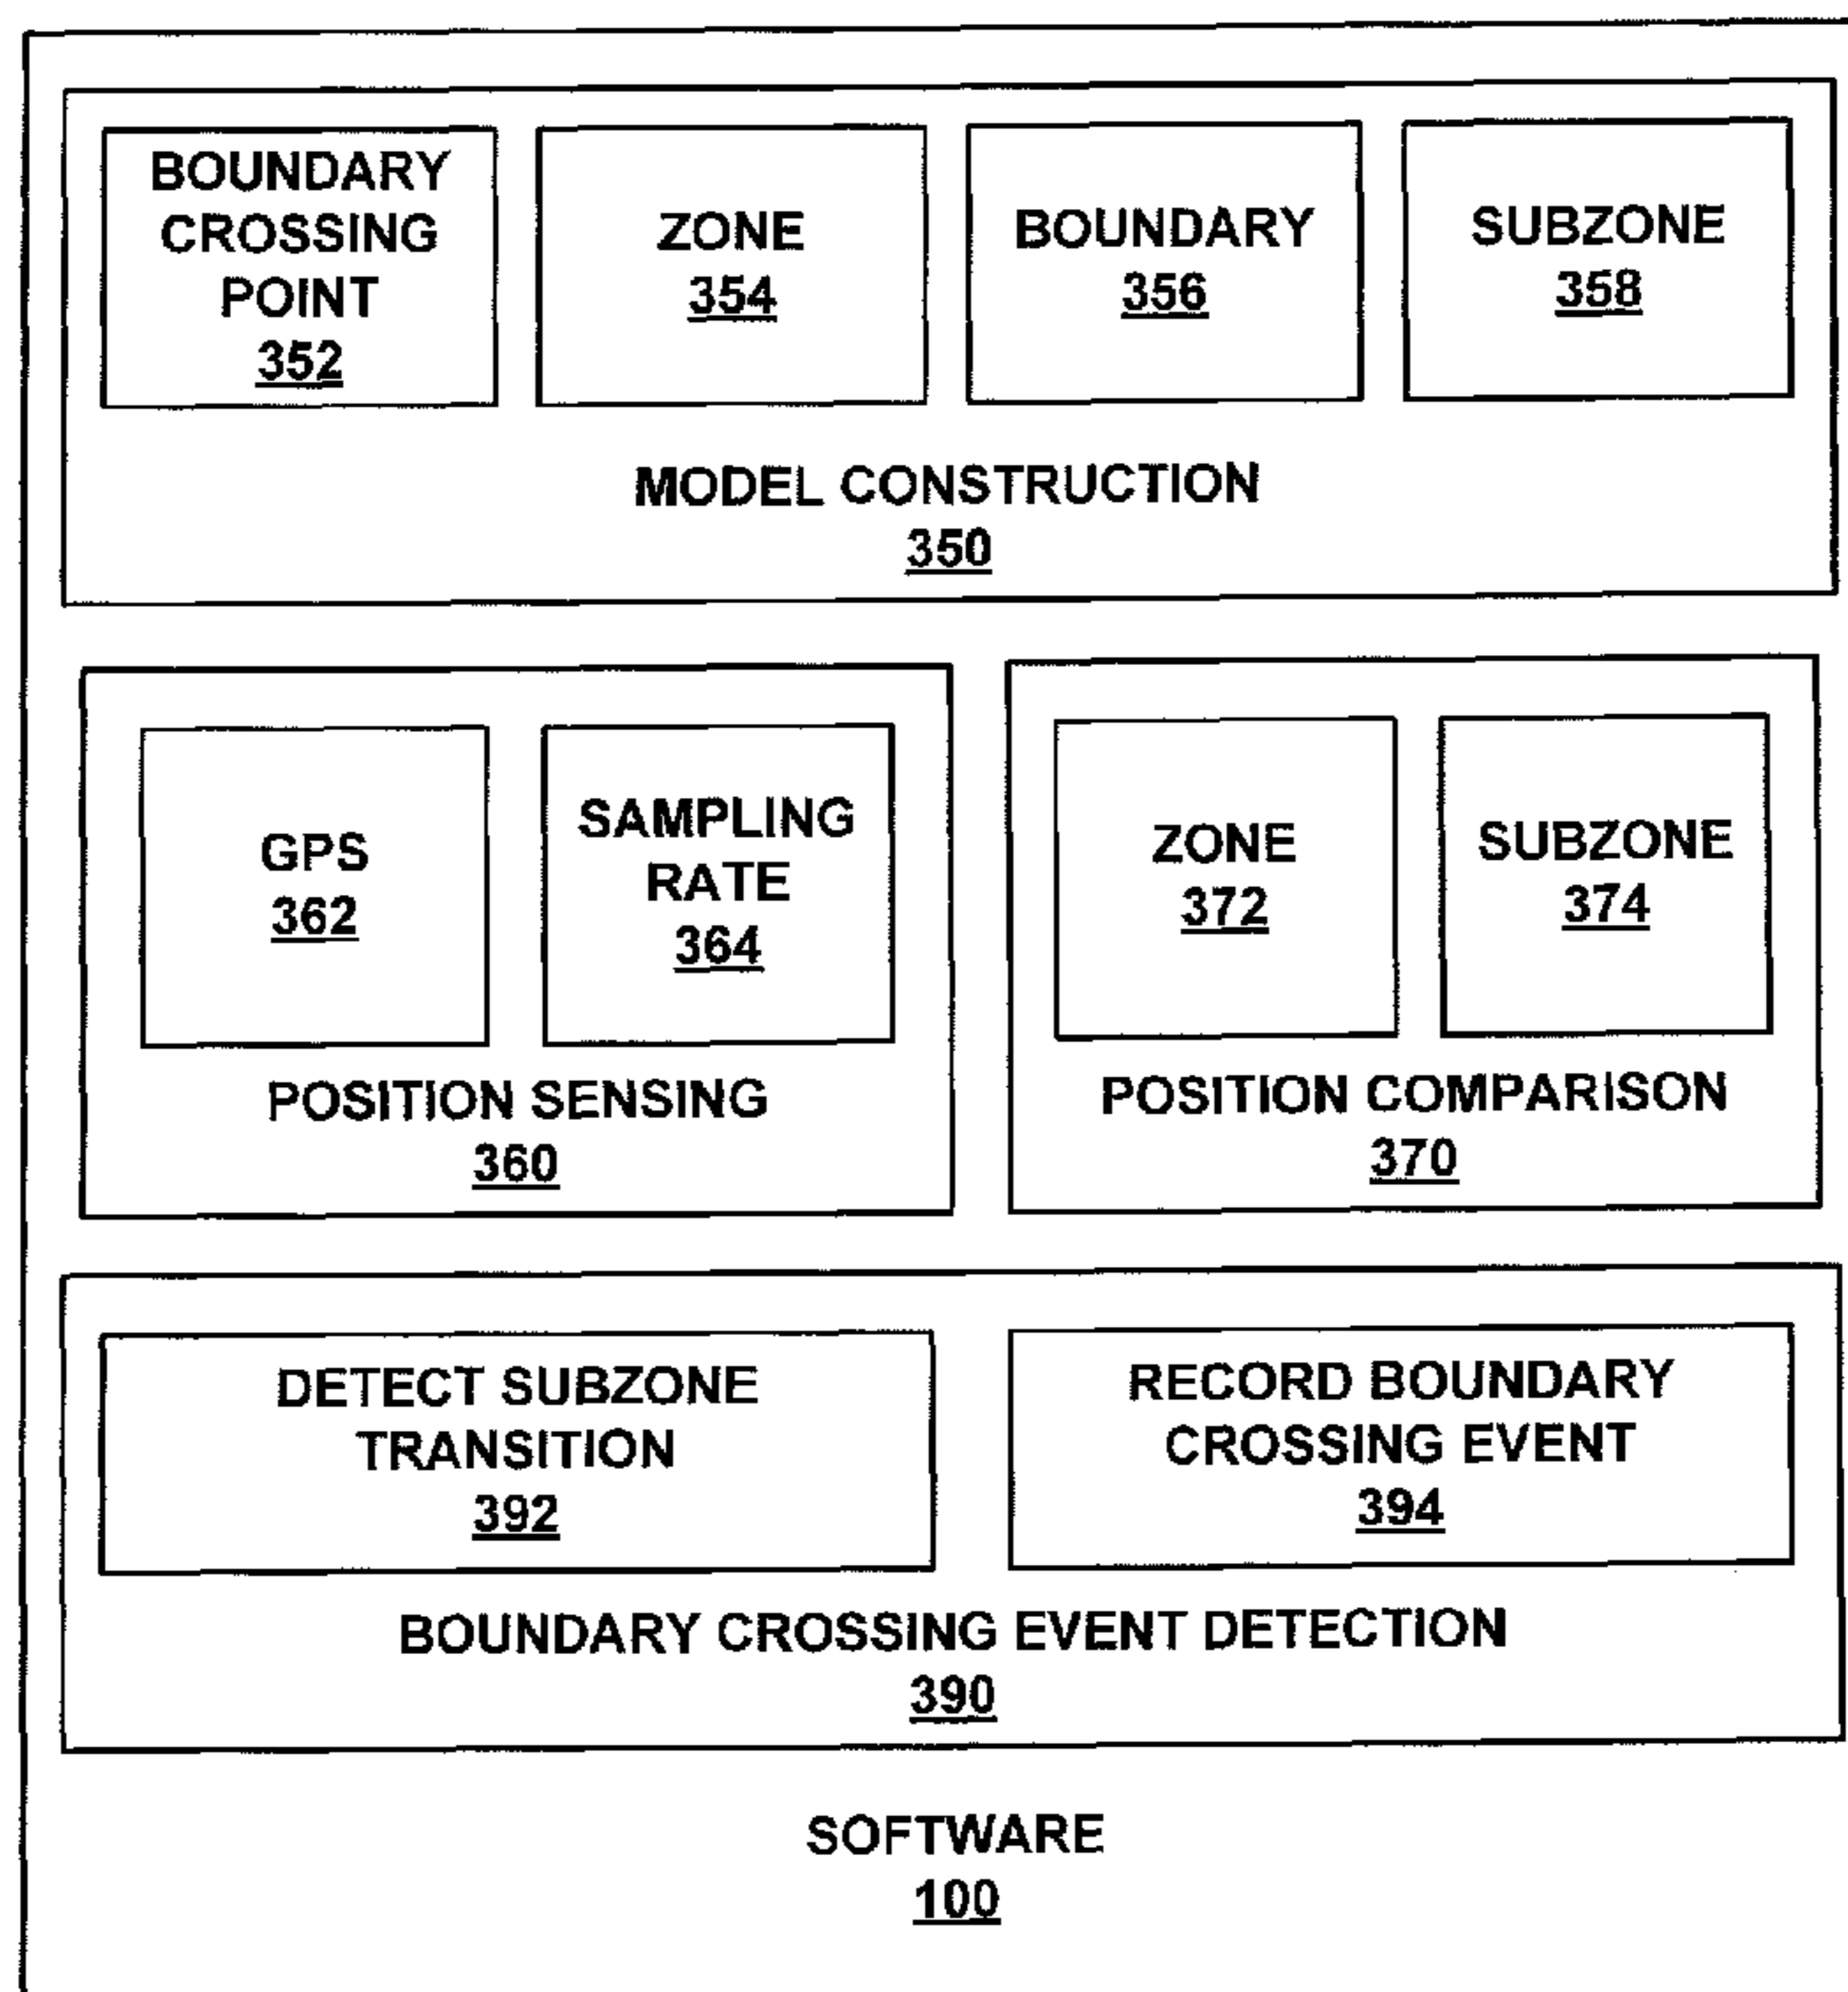 BOUNDARY
CROSSING
POINT
352
ZONE
354
BOUNDARY
356
SUBZONE
358
MODEL CONSTRUCTION
350
GPS
362
SAMPLING
RATE
364
POSITION SENSING
360
ZONE
372
SUBZONE
374
POSITION COMPARISON
370
DETECT SUBZONE
TRANSITION
392
RECORD BOUNDARY
CROSSING EVENT
394
BOUNDARY CROSSING EVENT DETECTION
390
SOFTWARE
100